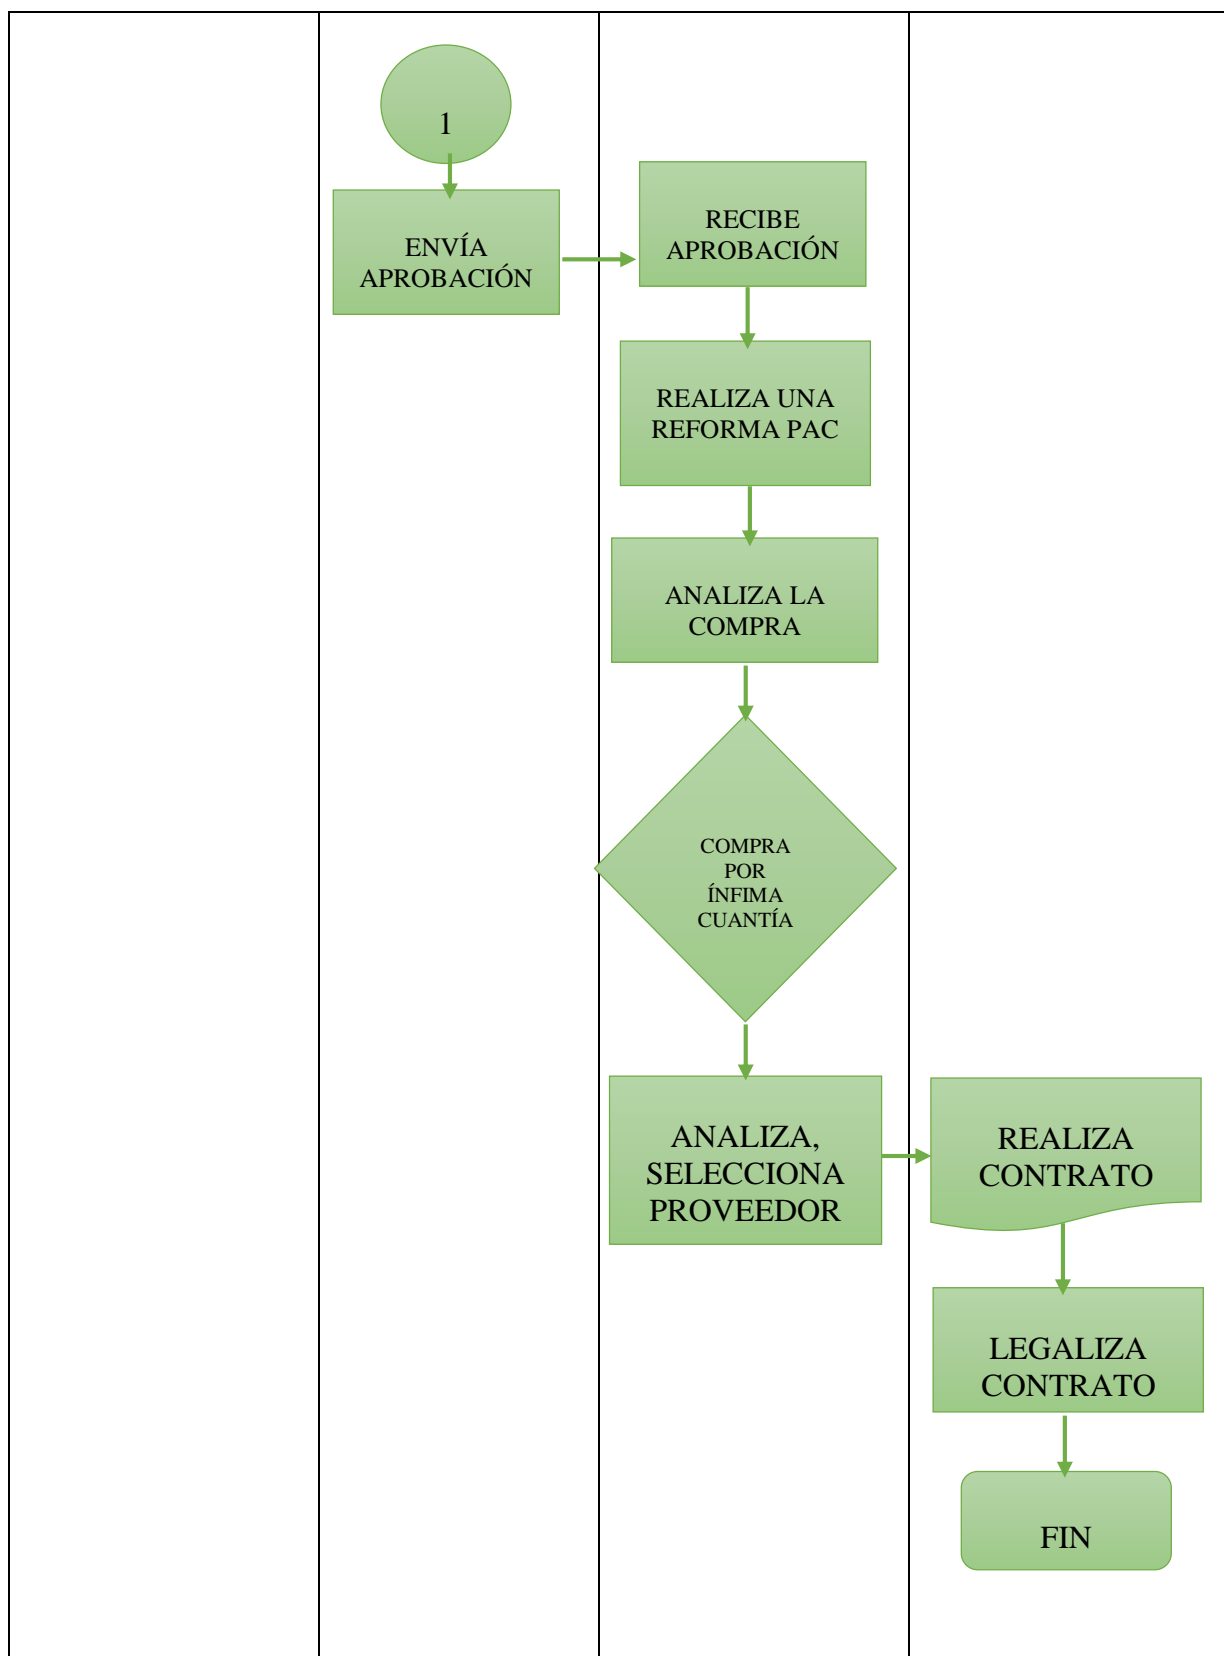 1
ENVÍA
APROBACIÓN
RECIBE
APROBACIÓN
REALIZA UNA
REFORMA PAC
ANALIZA LA
COMPRA
COMPRA
POR
ÍNFIMA
CUANTÍA
ANALIZA,
SELECCIONA
PROVEEDOR
REALIZA
CONTRATO
LEGALIZA
CONTRATO
FIN